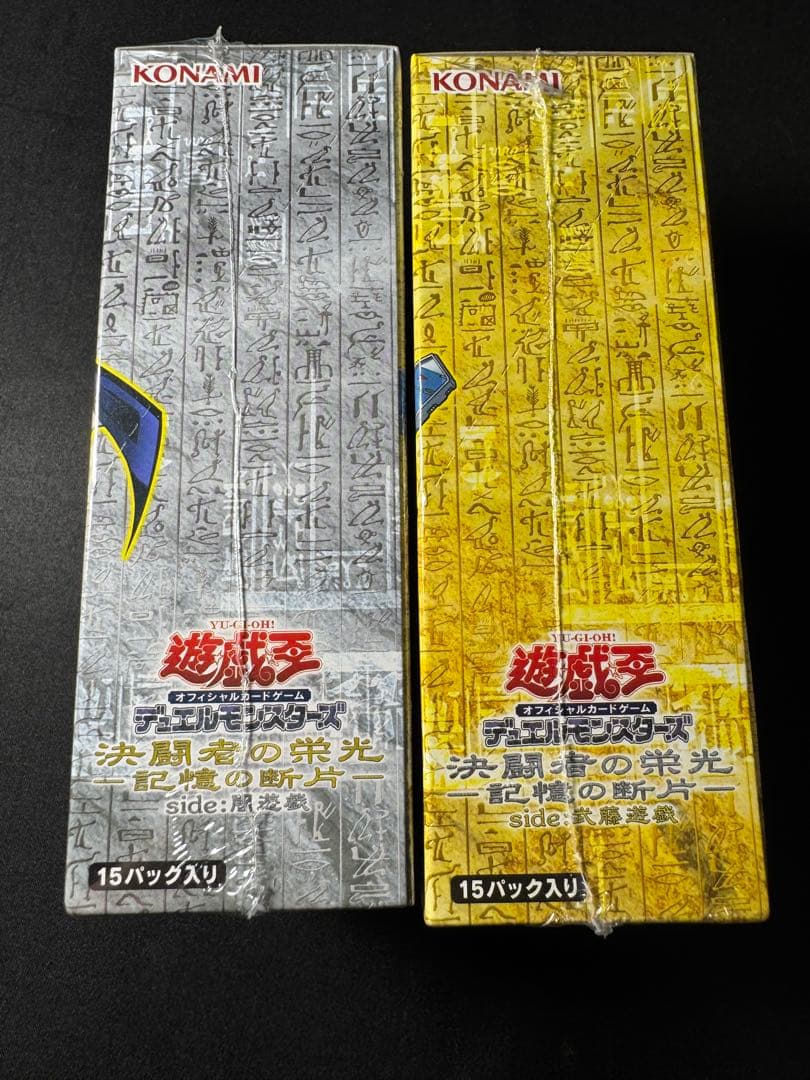 KONAMI
YU-GI-OH!
遊戯王
オフィシャルカードゲーム
デュエルモンスターズ
決闘者の栄光
―記憶の断片―
side:闇遊戯
15パック入り
KONAMI
YU-GI-OH!
遊戯王
オフィシャルカードゲーム
デュエルモンスターズ
決闘者の栄光
―記憶の断片―
side:武藤遊戯
15パック入り